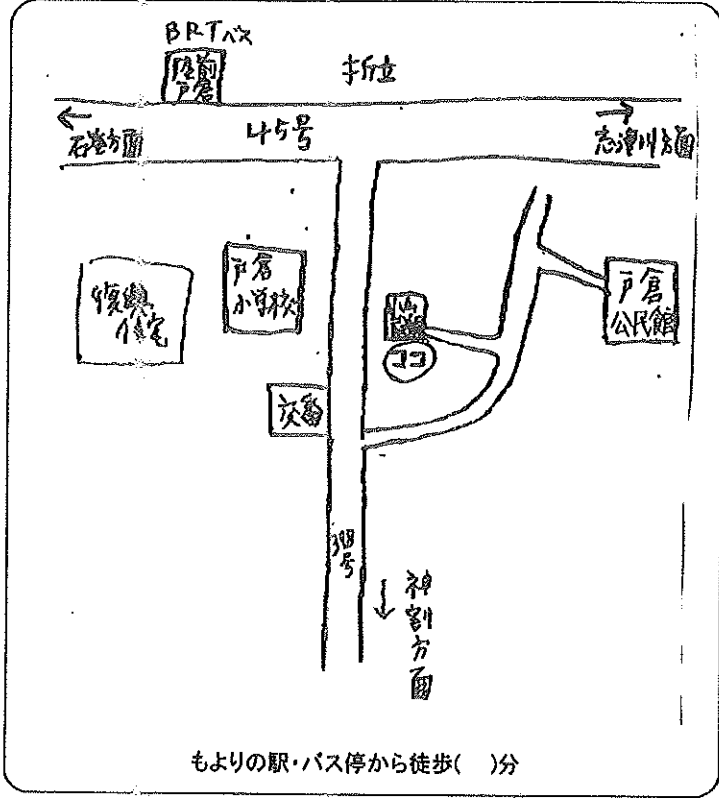 BRTバス
陸前
戸倉
折立
←
石巻方面
45号
→
志津川方面
復興
住宅
戸倉
小学校
ココ
戸倉
公民館
交番
398
号
↓
神割方面
もよりの駅・バス停から徒歩(　)分